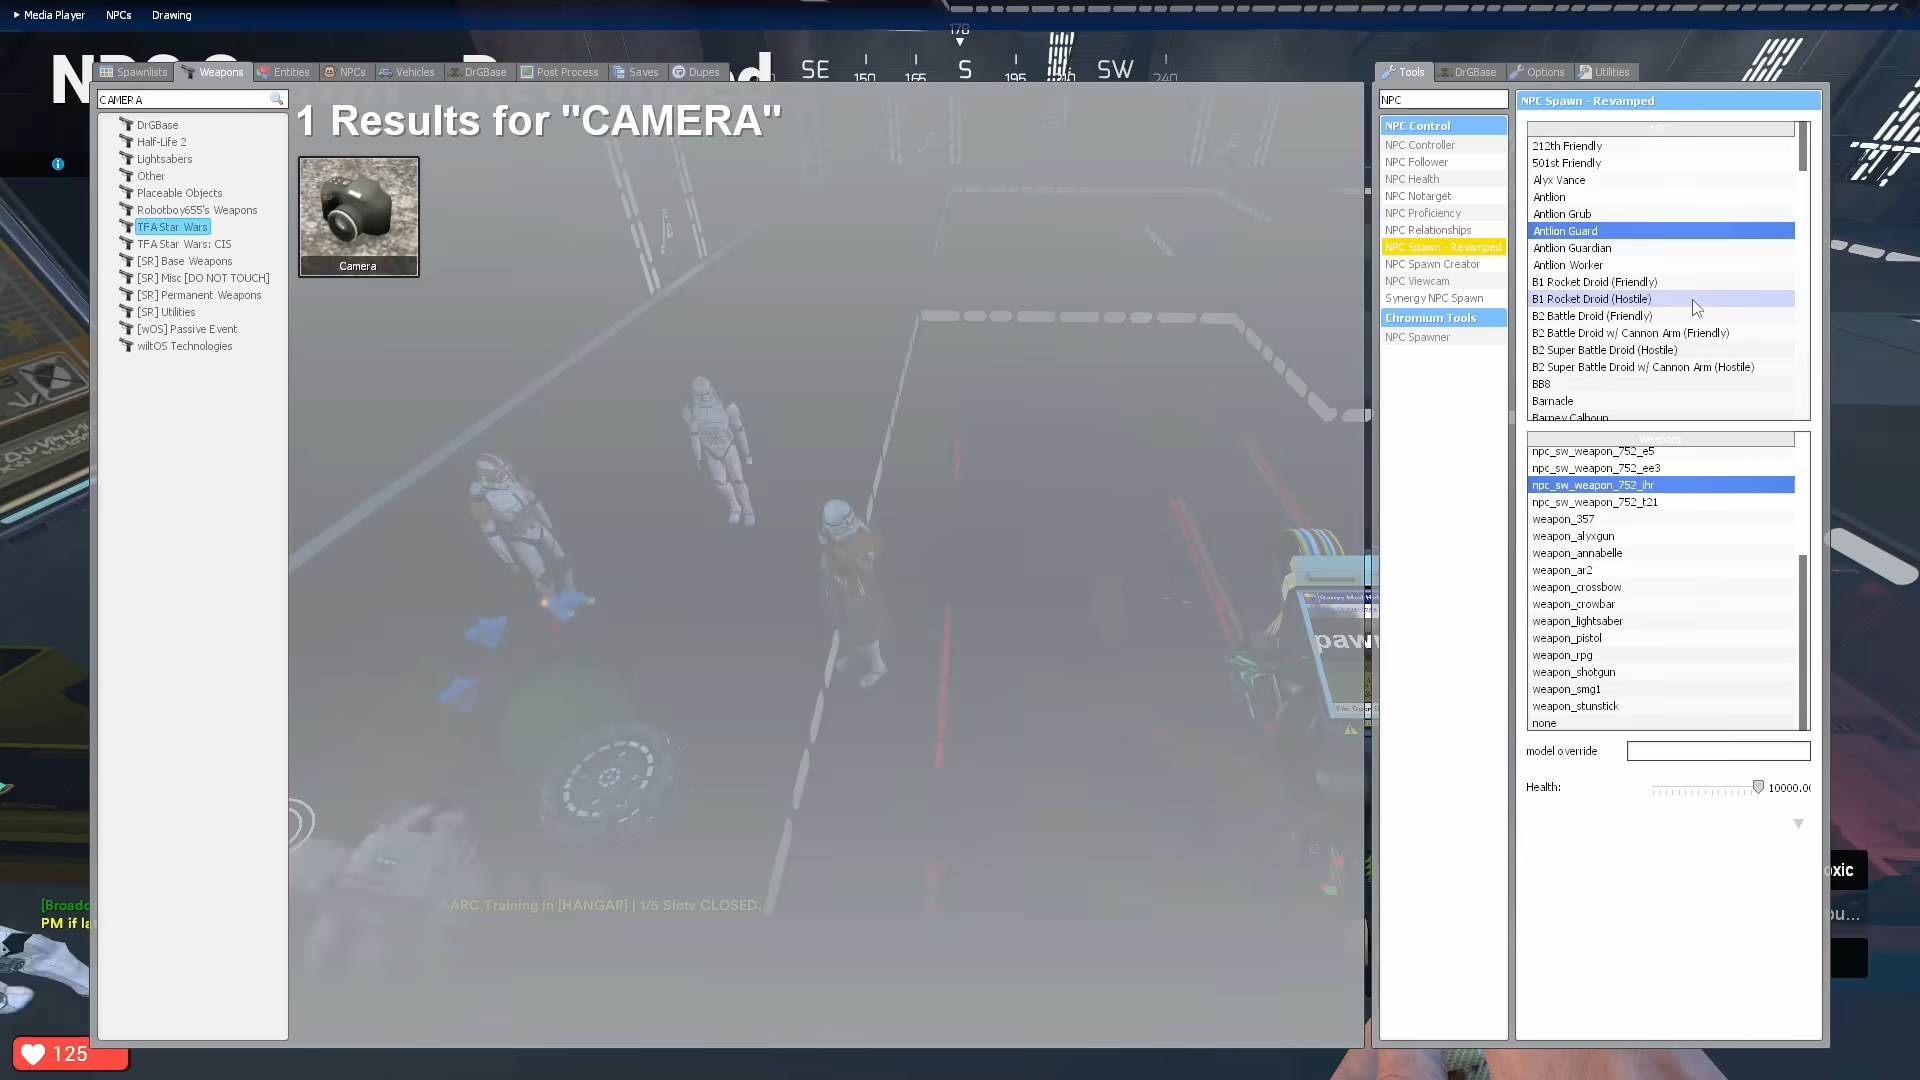 Media Player NPCs Drawing
178
SE 150 165 S 195 SW 240
Spawnlists Weapons Entities NPCs Vehicles DrGBase Post Process Saves Dupes
Tools DrGBase Options Utilities
CAMERA
DrGBase
Half-Life 2
Lightsabers
Other
Placeable Objects
Robotboy655's Weapons
TFA Star Wars
TFA Star Wars: CIS
[SR] Base Weapons
[SR] Misc [DO NOT TOUCH]
[SR] Permanent Weapons
[SR] Utilities
[wOS] Passive Event
wiltOS Technologies
1 Results for "CAMERA"
Camera
ARC Training in [HANGAR] | 1/5 Slots CLOSED.
[Broadc
PM if la
125
NPC
NPC Control
NPC Controller
NPC Follower
NPC Health
NPC Notarget
NPC Proficiency
NPC Relationships
NPC Spawn - Revamped
NPC Spawn Creator
NPC Viewcam
Synergy NPC Spawn
Chromium Tools
NPC Spawner
NPC Spawn - Revamped
212th Friendly
501st Friendly
Alyx Vance
Antlion
Antlion Grub
Antlion Guard
Antlion Guardian
Antlion Worker
B1 Rocket Droid (Friendly)
B1 Rocket Droid (Hostile)
B2 Battle Droid (Friendly)
B2 Battle Droid w/ Cannon Arm (Friendly)
B2 Super Battle Droid (Hostile)
B2 Super Battle Droid w/ Cannon Arm (Hostile)
BB8
Barnacle
Barney Calhoun
Weapons
npc_sw_weapon_752_e5
npc_sw_weapon_752_ee3
npc_sw_weapon_752_ihr
npc_sw_weapon_752_t21
weapon_357
weapon_alyxgun
weapon_annabelle
weapon_ar2
weapon_crossbow
weapon_crowbar
weapon_lightsaber
weapon_pistol
weapon_rpg
weapon_shotgun
weapon_smg1
weapon_stunstick
none
model override
Health: 10000.0
oxic
ou...